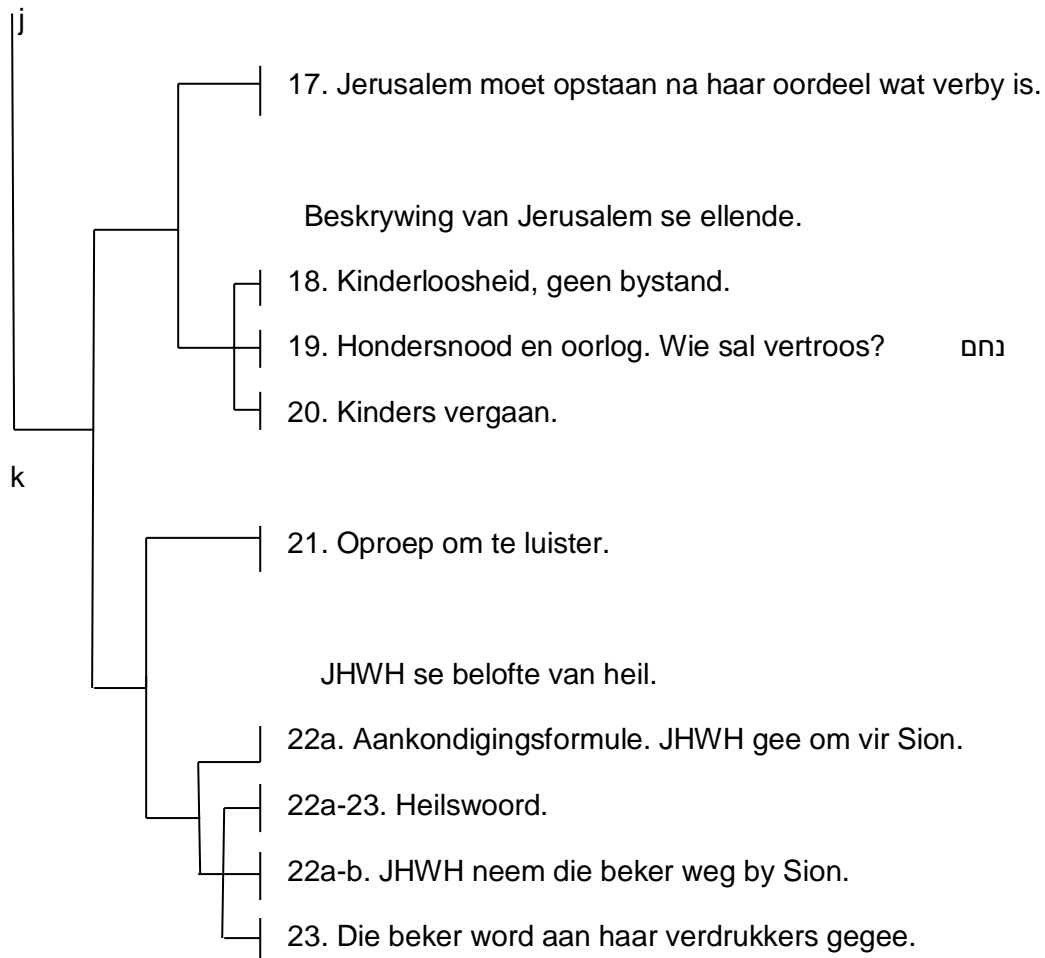 j
17. Jerusalem moet opstaan na haar oordeel wat verby is.
Beskrywing van Jerusalem se ellende.
18. Kinderloosheid, geen bystand.
19. Hondersnood en oorlog. Wie sal vertroos? נחם
20. Kinders vergaan.
k
21. Oproep om te luister.
JHWH se belofte van heil.
22a. Aankondigingsformule. JHWH gee om vir Sion.
22a-23. Heilswoord.
22a-b. JHWH neem die beker weg by Sion.
23. Die beker word aan haar verdrukkers gegee.